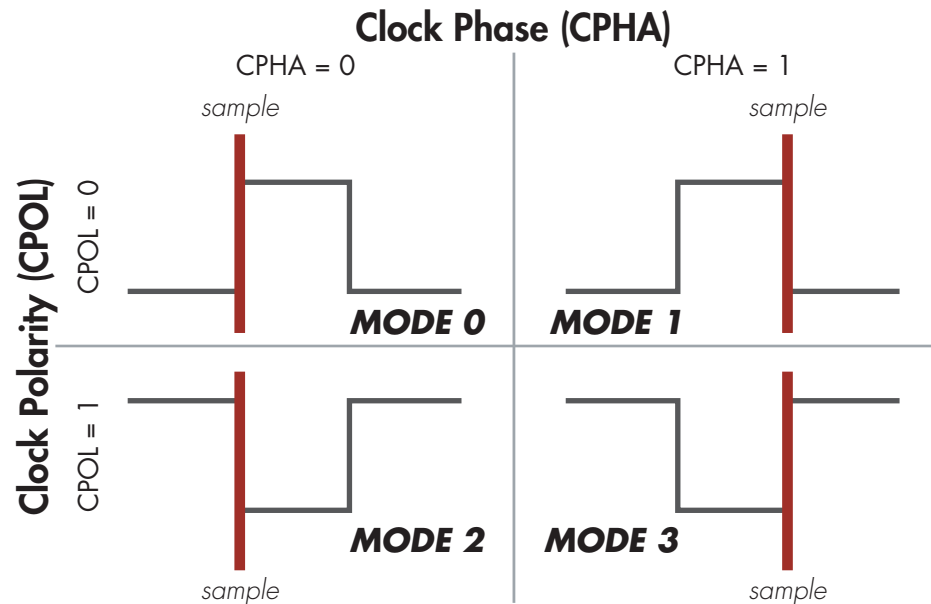 Clock Phase (CPHA)
CPHA = 0
CPHA = 1
sample
sample
Clock Polarity (CPOL)
CPOL = 0
MODE 0
MODE 1
CPOL = 1
MODE 2
MODE 3
sample
sample